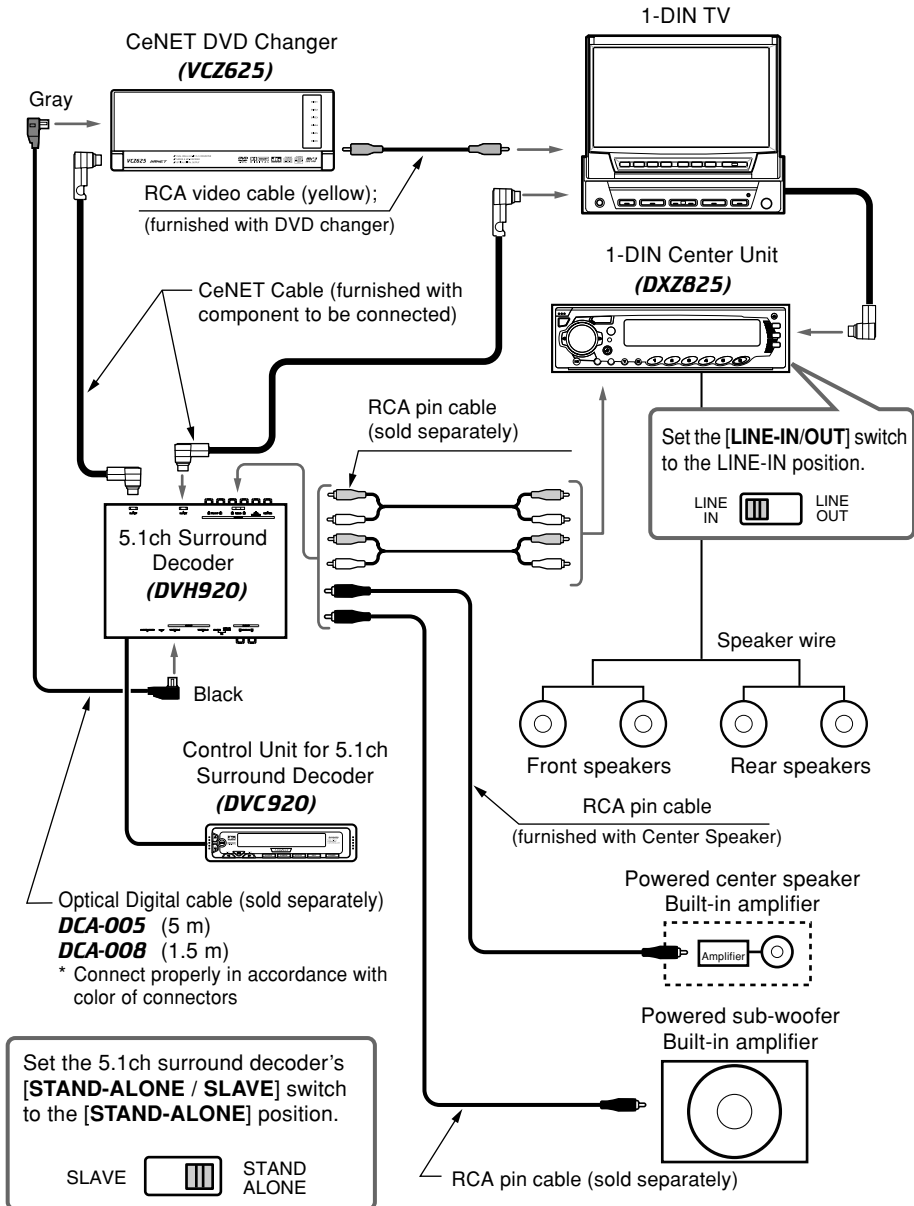 1-DIN TV
CeNET DVD Changer
(VCZ625)
Gray
VCZ625
RCA video cable (yellow);
(furnished with DVD changer)
1-DIN Center Unit
(DXZ825)
CeNET Cable (furnished with
component to be connected)
RCA pin cable
(sold separately)
Set the [LINE-IN/OUT] switch
to the LINE-IN position.
LINE
IN
LINE
OUT
5.1ch Surround
Decoder
(DVH920)
Speaker wire
Black
Front speakers
Rear speakers
Control Unit for 5.1ch
Surround Decoder
(DVC920)
RCA pin cable
(furnished with Center Speaker)
Powered center speaker
Built-in amplifier
Amplifier
Optical Digital cable (sold separately)
DCA-005 (5 m)
DCA-008 (1.5 m)
* Connect properly in accordance with
color of connectors
Powered sub-woofer
Built-in amplifier
Set the 5.1ch surround decoder's
[STAND-ALONE / SLAVE] switch
to the [STAND-ALONE] position.
SLAVE
STAND
ALONE
RCA pin cable (sold separately)